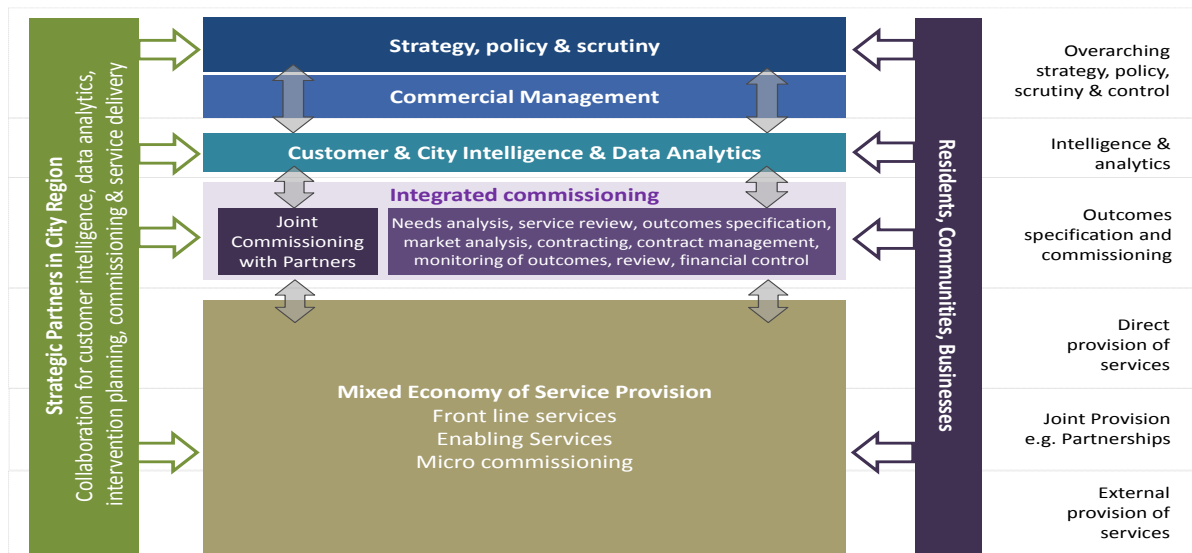 Strategic Partners in City Region
Collaboration for customer intelligence, data analytics,
intervention planning, commissioning & service delivery
Strategy, policy & scrutiny
Commercial Management
Customer & City Intelligence & Data Analytics
Integrated commissioning
Joint
Commissioning
with Partners
Needs analysis, service review, outcomes specification,
market analysis, contracting, contract management,
monitoring of outcomes, review, financial control
Mixed Economy of Service Provision
Front line services
Enabling Services
Micro commissioning
Residents, Communities, Businesses
Overarching
strategy, policy,
scrutiny & control
Intelligence &
analytics
Outcomes
specification and
commissioning
Direct
provision of
services
Joint Provision
e.g. Partnerships
External
provision of
services